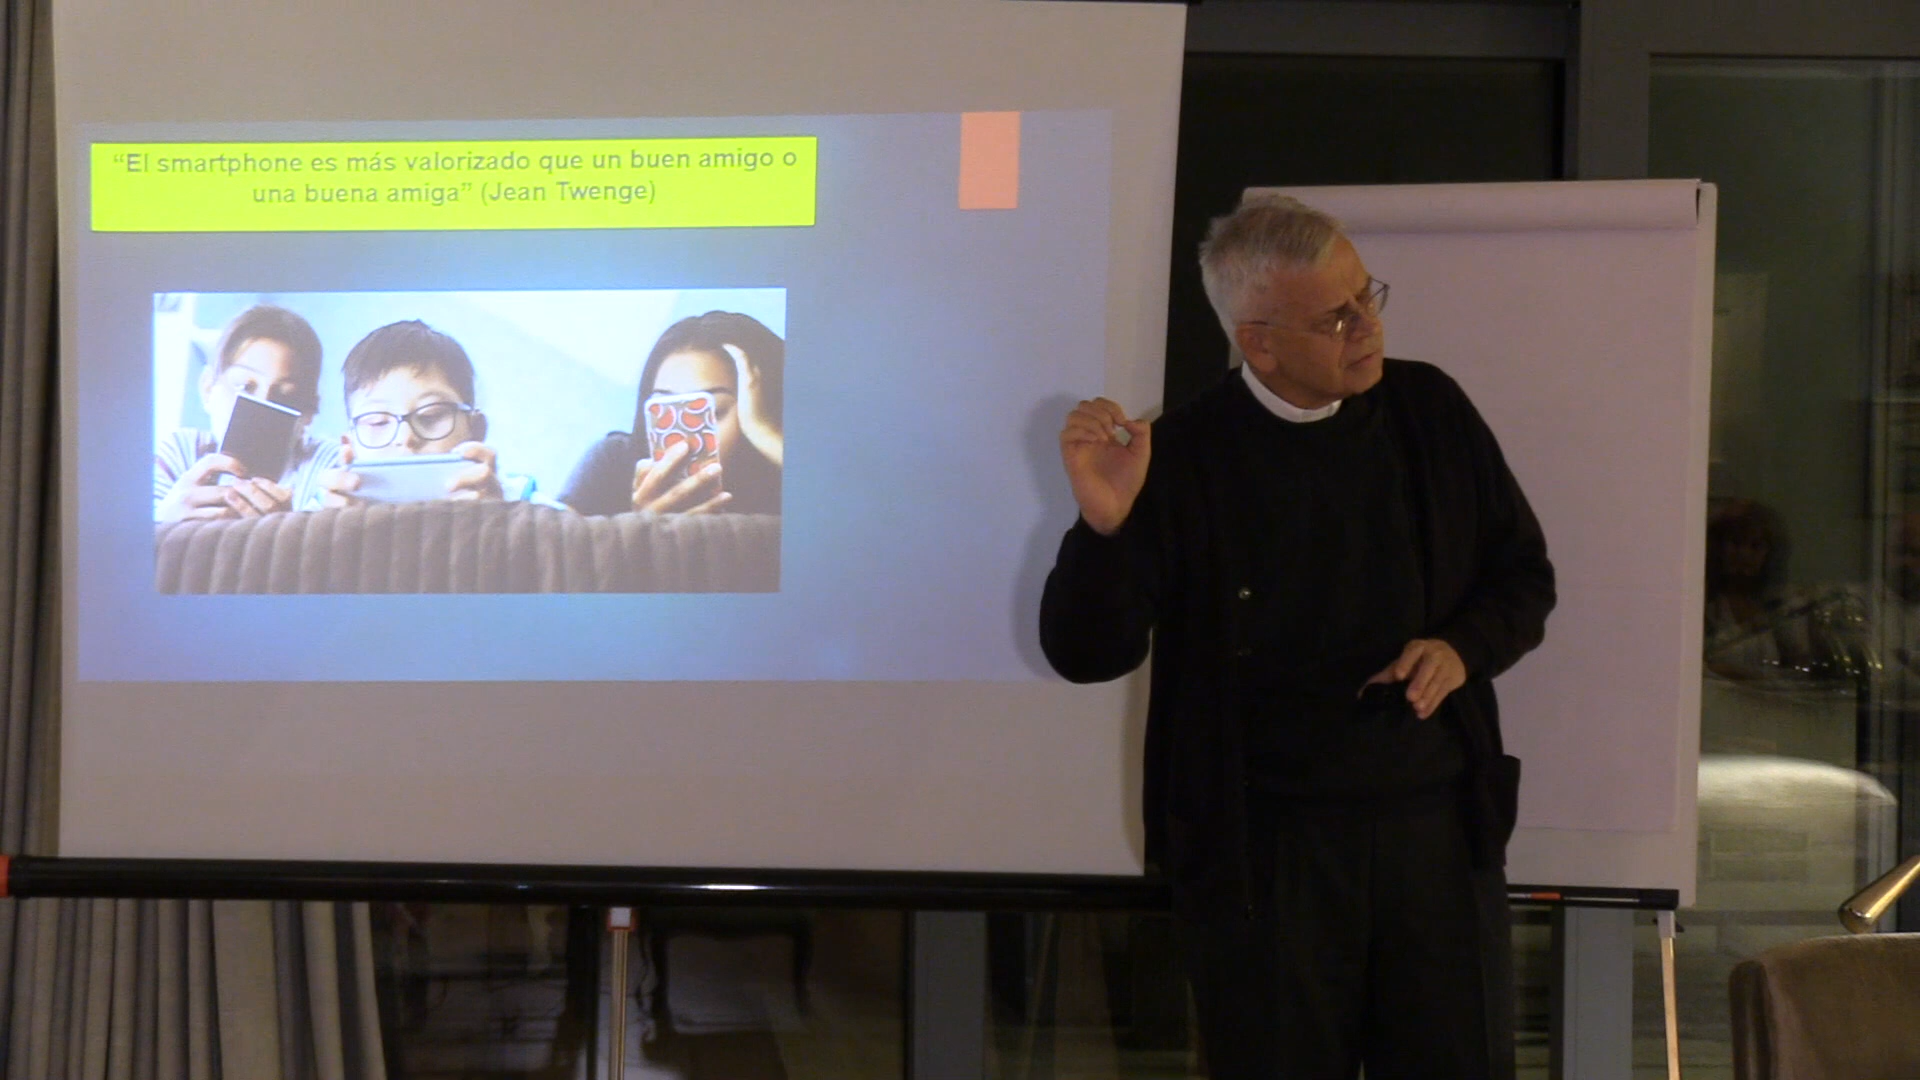 “El smartphone es más valorizado que un buen amigo o
una buena amiga” (Jean Twenge)